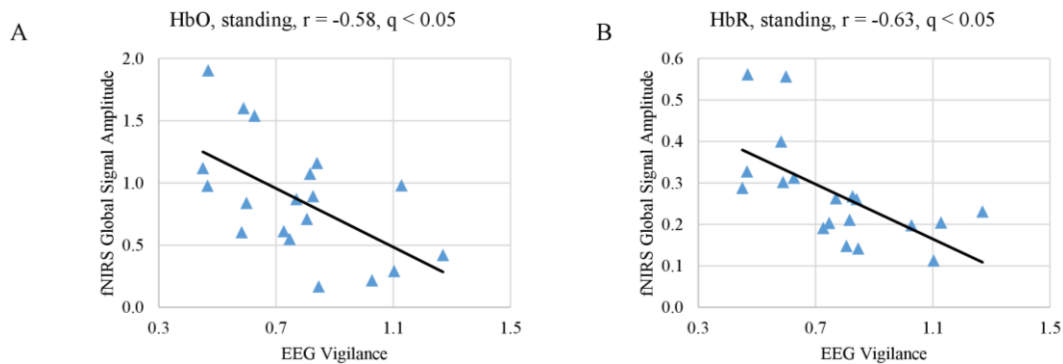 A
HbO, standing, r = -0.58, q < 0.05
fNIRS Global Signal Amplitude
2.0
1.5
1.0
0.5
0.0
0.3 0.7 1.1 1.5
EEG Vigilance
B
HbR, standing, r = -0.63, q < 0.05
fNIRS Global Signal Amplitude
0.6
0.5
0.4
0.3
0.2
0.1
0.0
0.3 0.7 1.1 1.5
EEG Vigilance